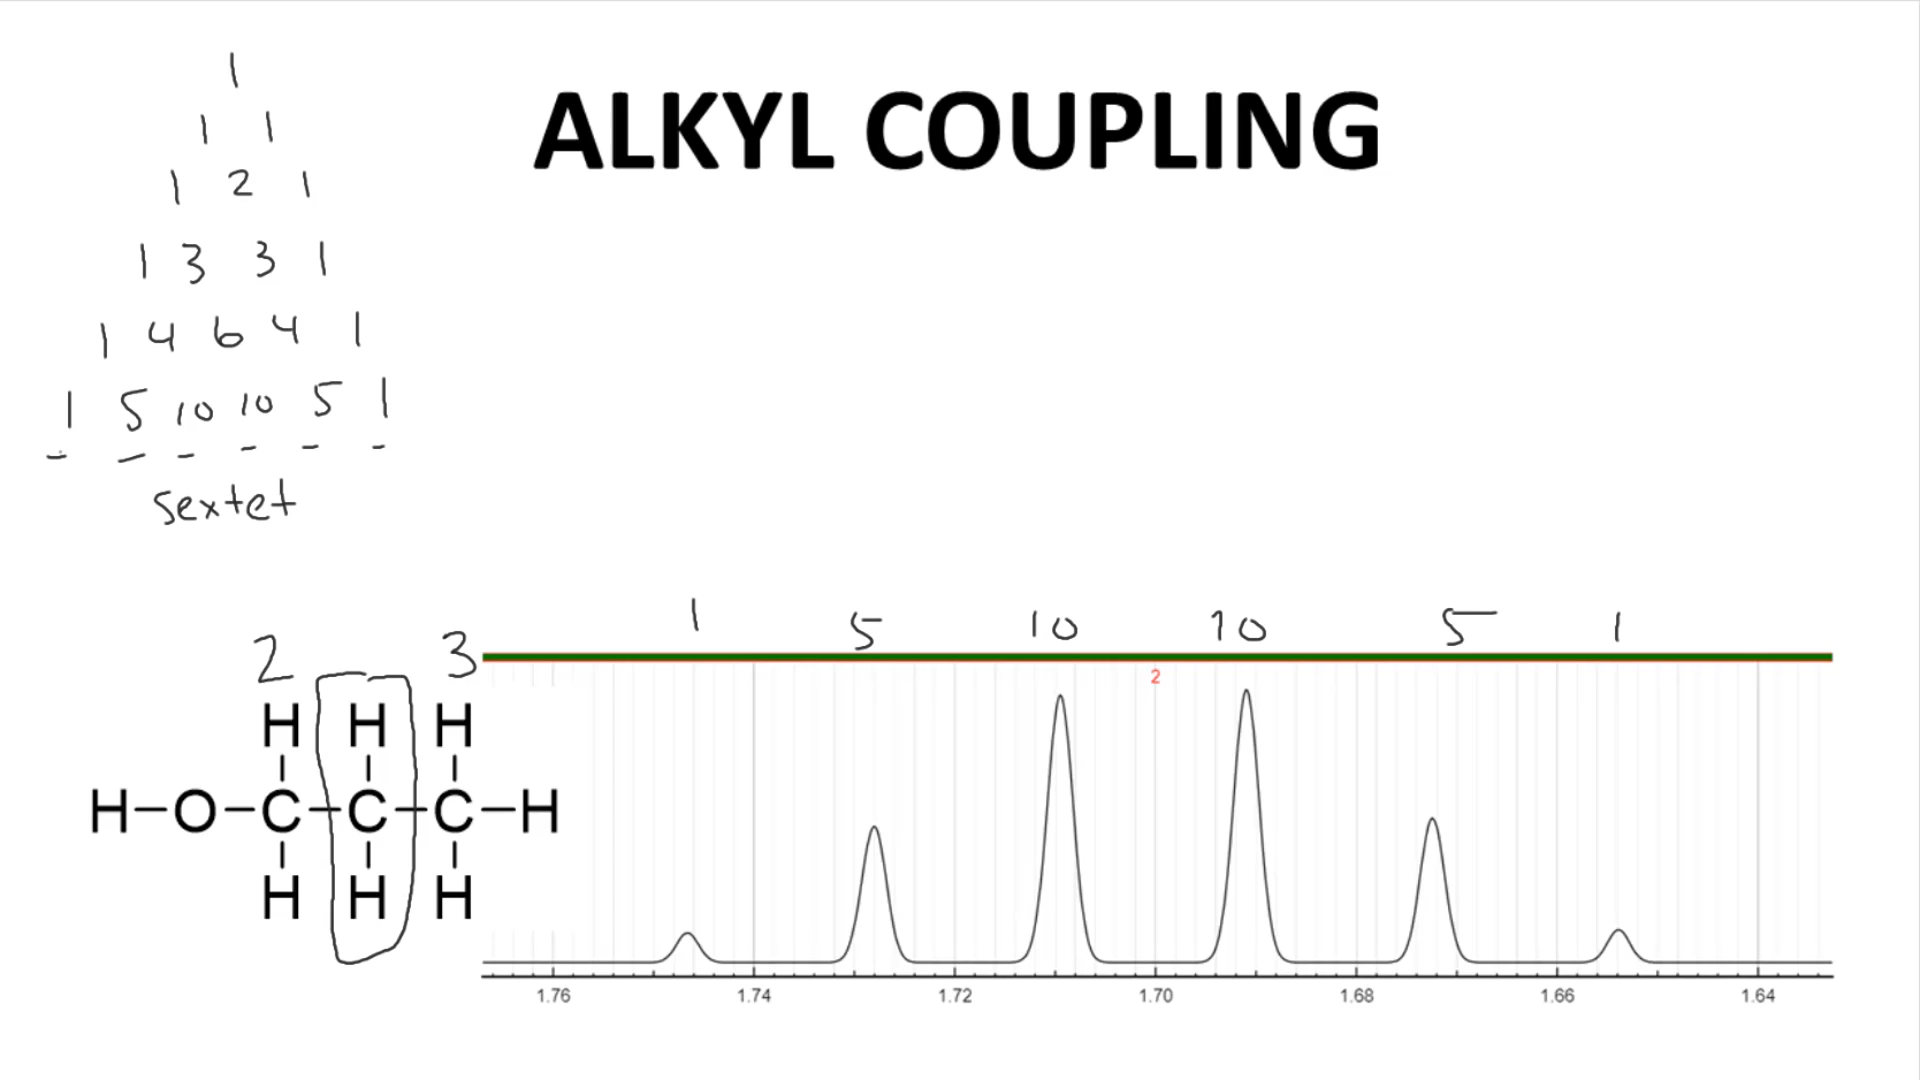 1
1 1
ALKYL COUPLING
1 2 1
1 3 3 1
1 4 6 4 1
1 5 10 10 5 1
sextet
1 5 10 10 5 1
2 3
2
H H H
H-O-C-C-C-H
H H H
1.76 1.74 1.72 1.70 1.68 1.66 1.64